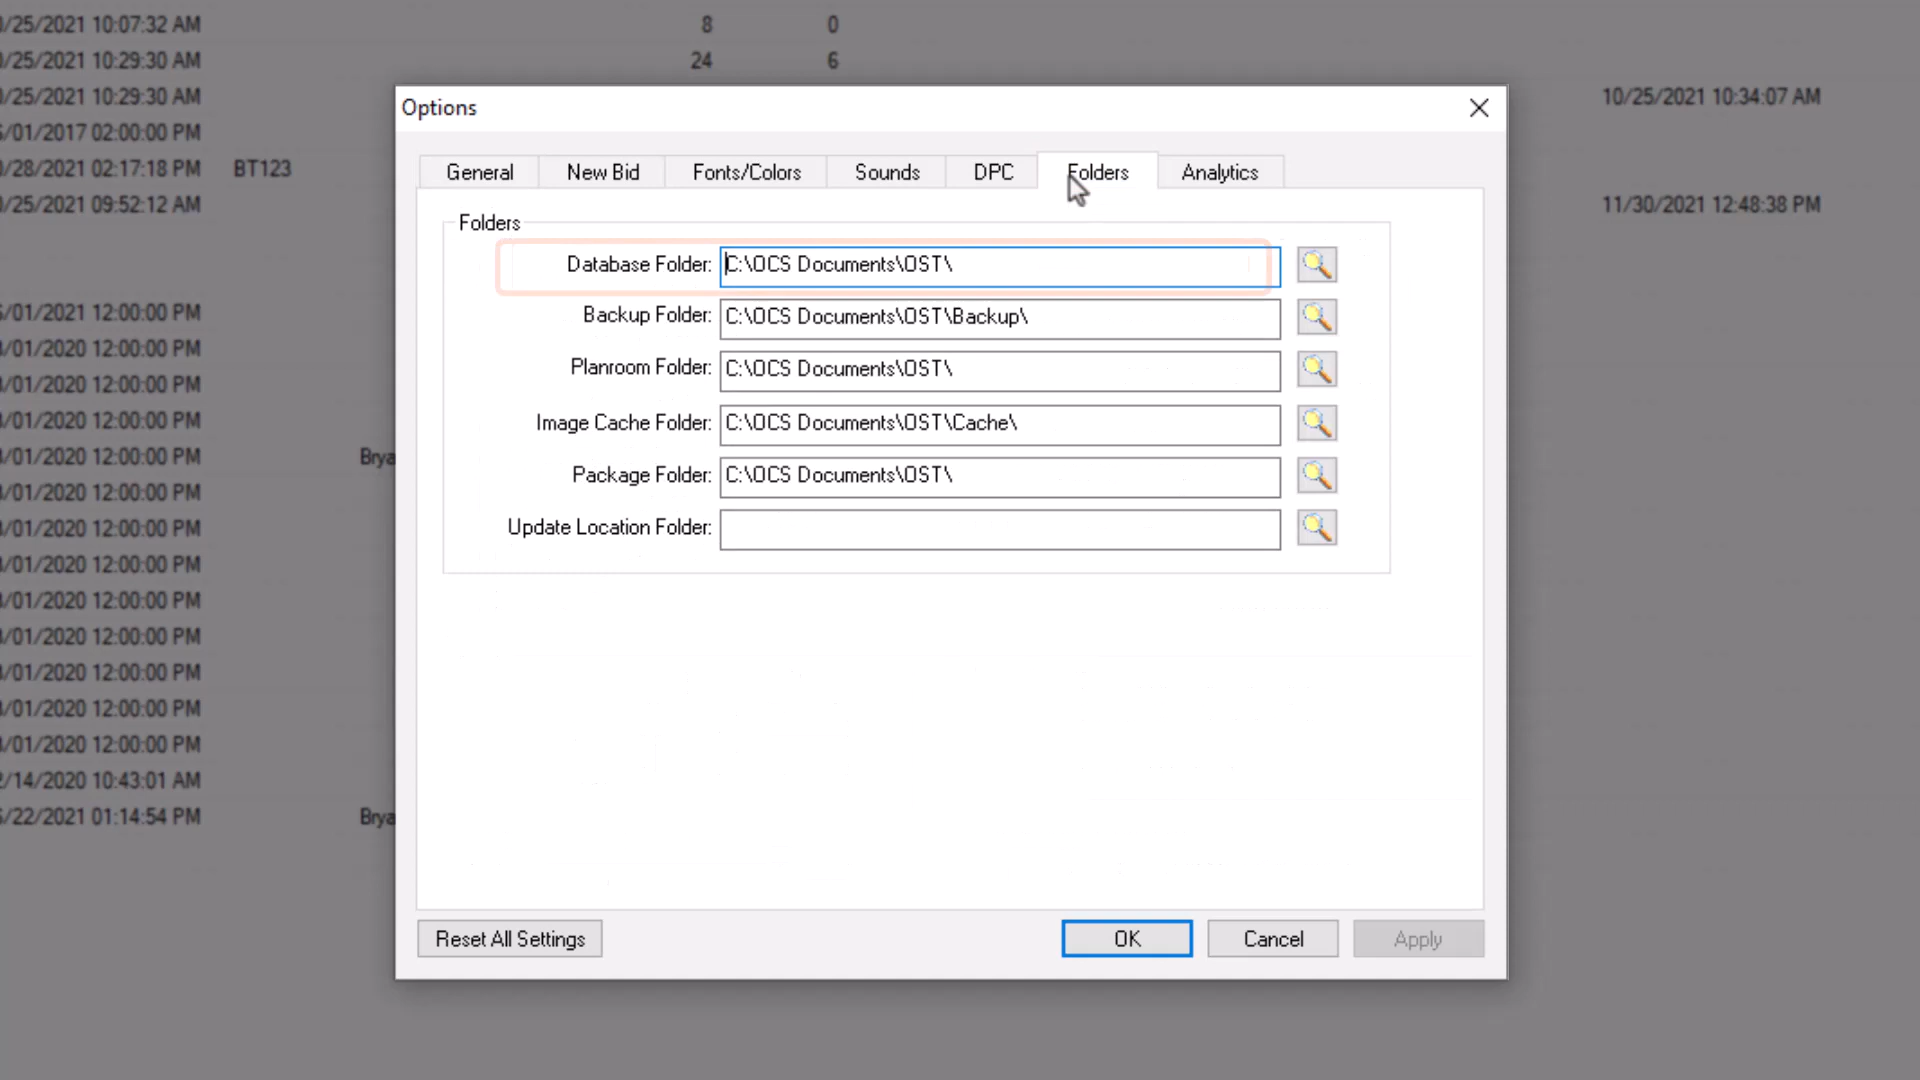 /25/2021 10:07:32 AM 8 0
/25/2021 10:29:30 AM 24 6
/25/2021 10:29:30 AM 10/25/2021 10:34:07 AM
/01/2017 02:00:00 PM
/28/2021 02:17:18 PM BT123
/25/2021 09:52:12 AM 11/30/2021 12:48:38 PM
/01/2021 12:00:00 PM
/01/2020 12:00:00 PM
/01/2020 12:00:00 PM
/01/2020 12:00:00 PM
/01/2020 12:00:00 PM Brya
/01/2020 12:00:00 PM
/01/2020 12:00:00 PM
/01/2020 12:00:00 PM
/01/2020 12:00:00 PM
/01/2020 12:00:00 PM
/01/2020 12:00:00 PM
/01/2020 12:00:00 PM
/01/2020 12:00:00 PM
/14/2020 10:43:01 AM
/22/2021 01:14:54 PM Brya
Options
General New Bid Fonts/Colors Sounds DPC Folders Analytics
Folders
Database Folder: C:\OCS Documents\OST\
Backup Folder: C:\OCS Documents\OST\Backup\
Planroom Folder: C:\OCS Documents\OST\
Image Cache Folder: C:\OCS Documents\OST\Cache\
Package Folder: C:\OCS Documents\OST\
Update Location Folder:
Reset All Settings OK Cancel Apply